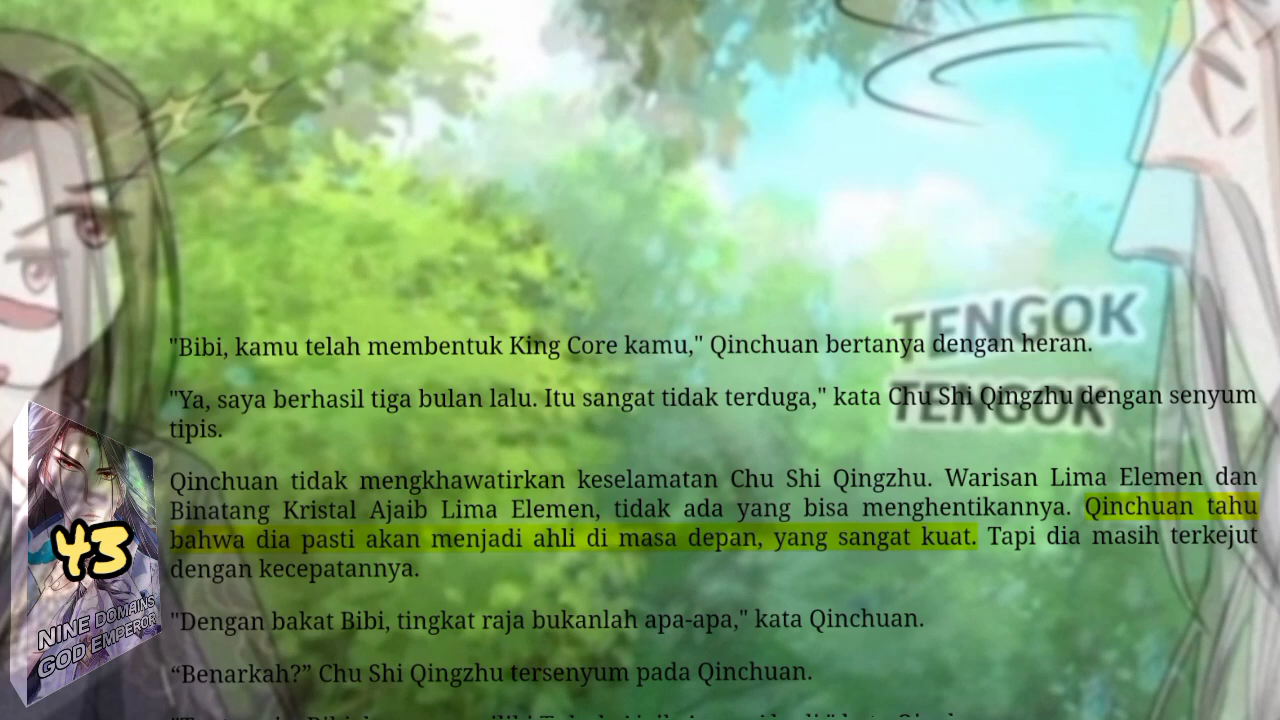 TENGOK
TENGOK
"Bibi, kamu telah membentuk King Core kamu," Qinchuan bertanya dengan heran.
"Ya, saya berhasil tiga bulan lalu. Itu sangat tidak terduga," kata Chu Shi Qingzhu dengan senyum
tipis.
Qinchuan tidak mengkhawatirkan keselamatan Chu Shi Qingzhu. Warisan Lima Elemen dan
Binatang Kristal Ajaib Lima Elemen, tidak ada yang bisa menghentikannya. Qinchuan tahu
bahwa dia pasti akan menjadi ahli di masa depan, yang sangat kuat. Tapi dia masih terkejut
dengan kecepatannya.
"Dengan bakat Bibi, tingkat raja bukanlah apa-apa," kata Qinchuan.
“Benarkah?” Chu Shi Qingzhu tersenyum pada Qinchuan.
43
NINE DOMAINS
GOD EMPEROR